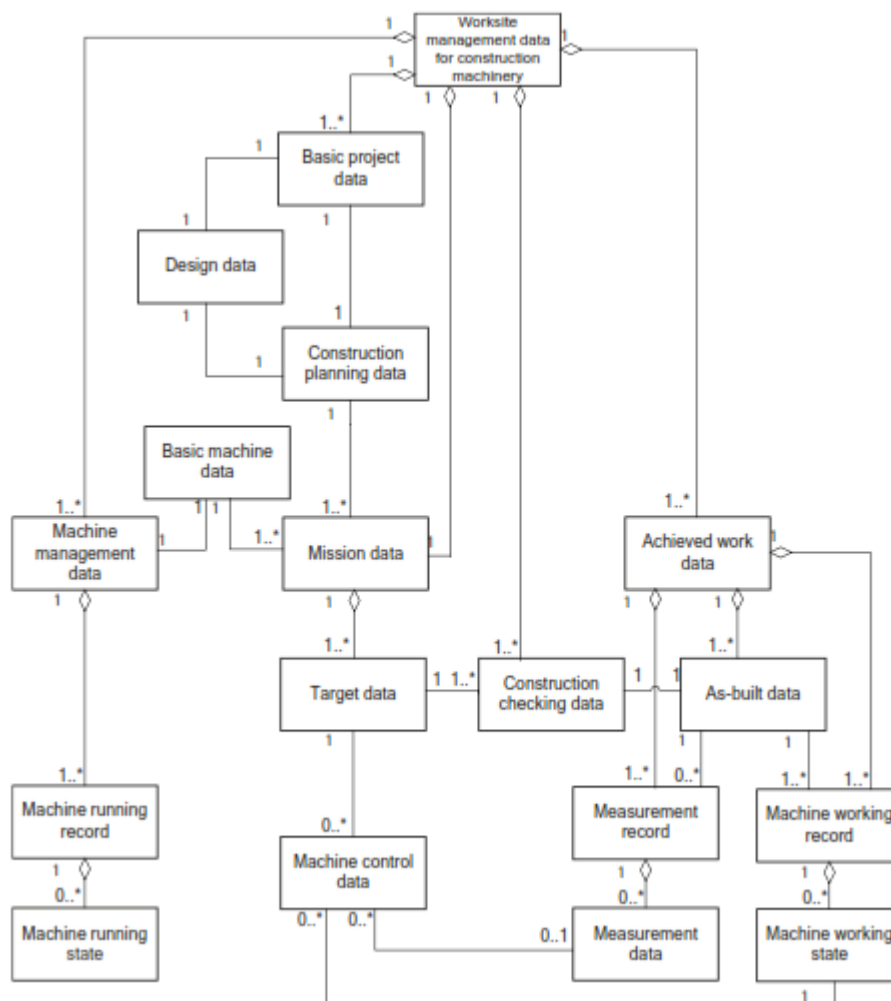 Worksite
management data
for construction
machinery
1
1
1
1
1
1..*
1
Basic project
data
1
1
Design data
1
1
1
Construction
planning data
1
Basic machine
data
1..*
1
1
1..*
1..*
1..*
Machine
management
data
1
Mission data
1
Achieved work
data
1
1
1
1
1
1..*
1..*
1..*
Target data
1
1..*
Construction
checking data
1
1
As-built data
1
1
1
1..*
0..*
1..*
0..*
1..*
1..*
Machine running
record
Measurement
record
Machine working
record
Machine control
data
1
1
1
0..*
0..*
0..*
0..*
0..*
0..1
Machine running
state
Measurement
data
Machine working
state
1